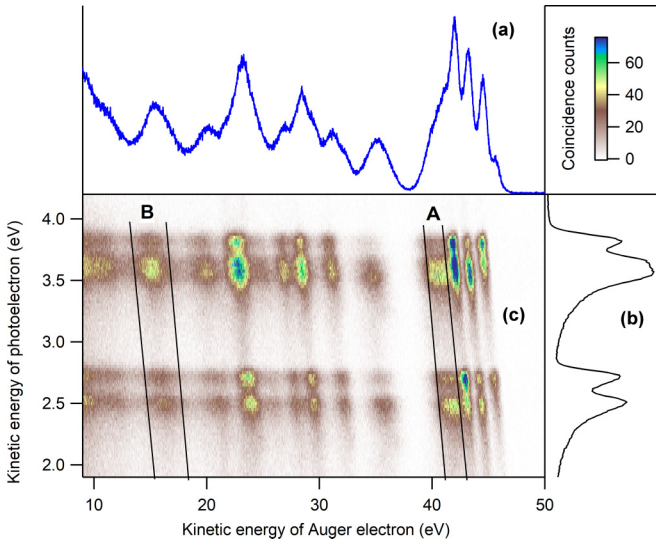 (a)
Coincidence counts
60
40
20
0
4.0
3.5
3.0
2.5
2.0
Kinetic energy of photoelectron (eV)
B
A
(c)
(b)
10
20
30
40
50
Kinetic energy of Auger electron (eV)